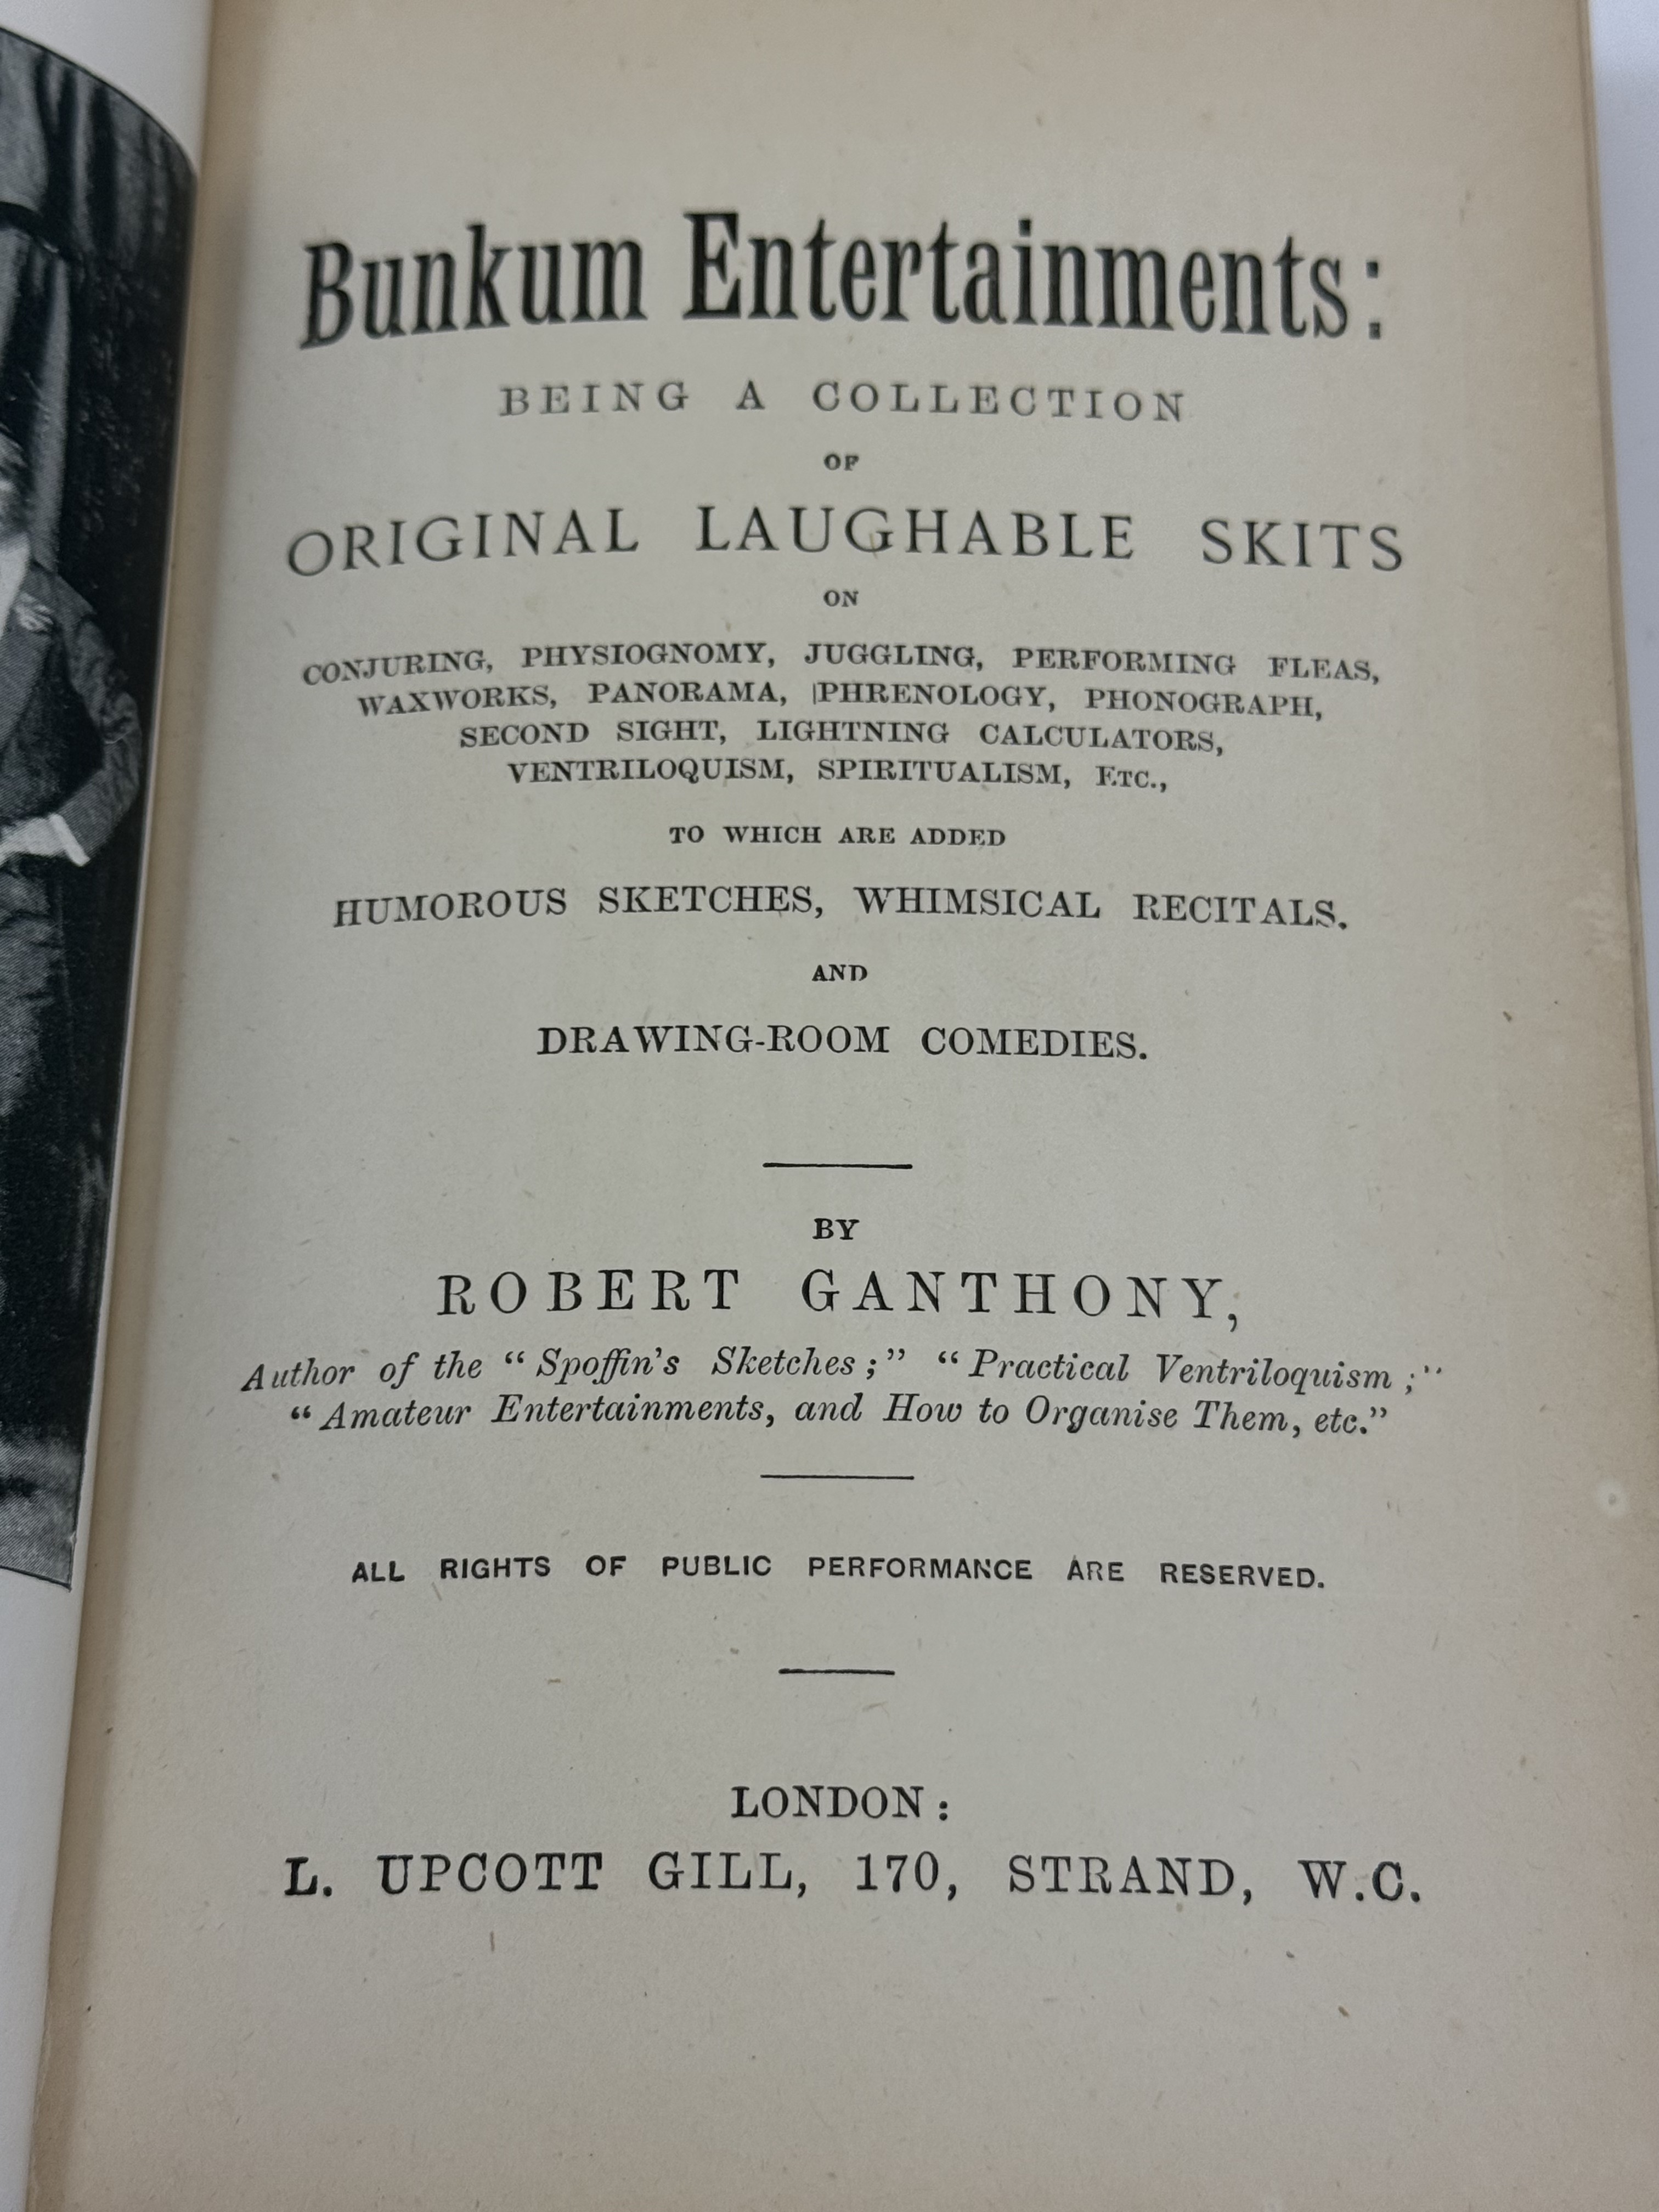 Bunkum Entertainments:
BEING A COLLECTION
OF
ORIGINAL LAUGHABLE SKITS
ON
CONJURING, PHYSIOGNOMY, JUGGLING, PERFORMING FLEAS,
WAXWORKS, PANORAMA, PHRENOLOGY, PHONOGRAPH,
SECOND SIGHT, LIGHTNING CALCULATORS,
VENTRILOQUISM, SPIRITUALISM, ETC.,
TO WHICH ARE ADDED
HUMOROUS SKETCHES, WHIMSICAL RECITALS.
AND
DRAWING-ROOM COMEDIES.
BY
ROBERT GANTHONY,
Author of the “Spoffin's Sketches;” “Practical Ventriloquism;”
“Amateur Entertainments, and How to Organise Them, etc.”
ALL RIGHTS OF PUBLIC PERFORMANCE ARE RESERVED.
LONDON:
L. UPCOTT GILL, 170, STRAND, W.C.